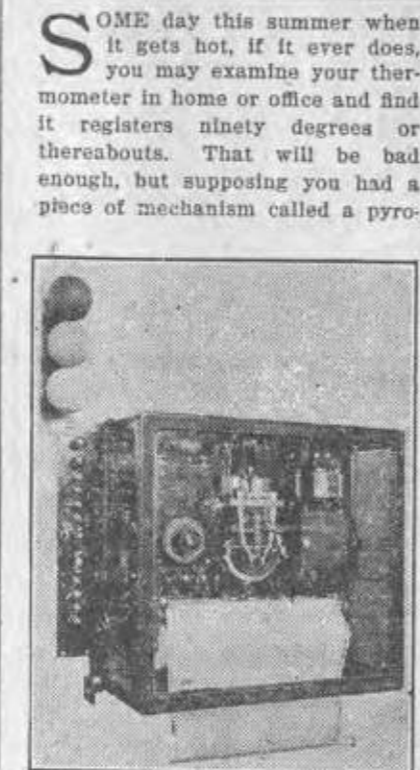 SOME day this summer when
it gets hot, if it ever does,
you may examine your ther-
mometer in home or office and find
it registers ninety degrees or
thereabouts. That will be bad
enough, but supposing you had a
piece of mechanism called a pyro-